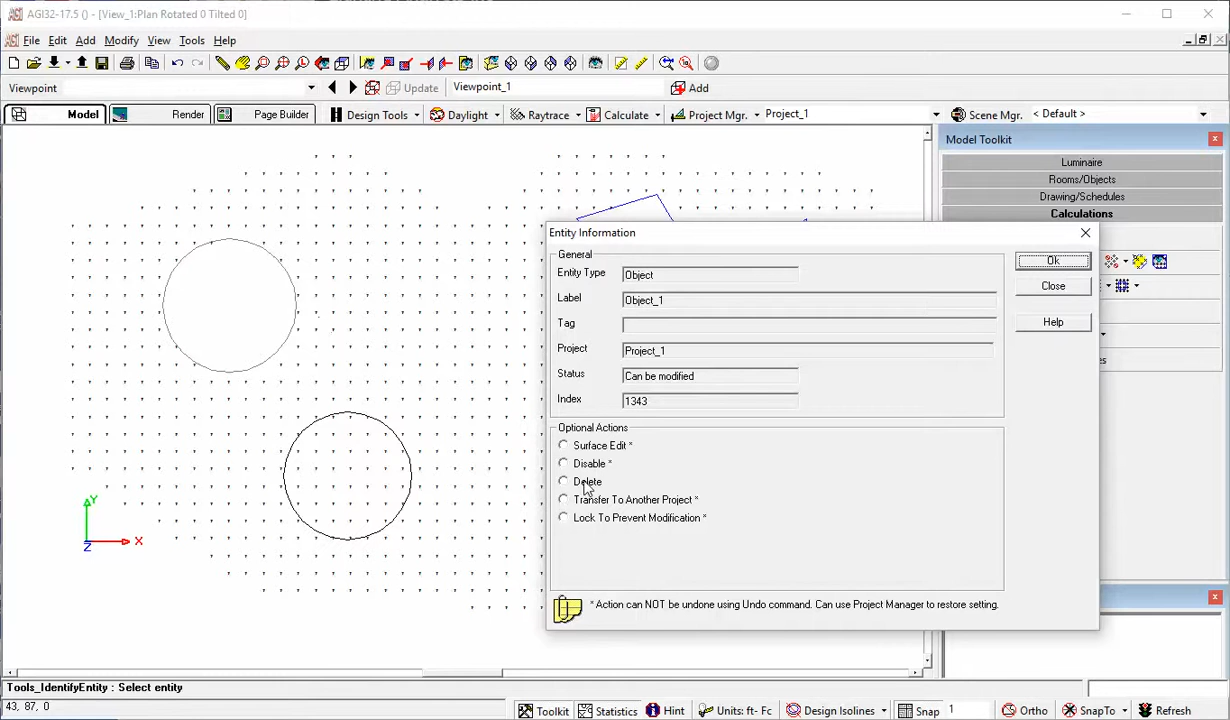 AGI32-17.5 () - [View_1:Plan Rotated 0 Tilted 0]
File Edit Add Modify View Tools Help
Viewpoint Update Viewpoint_1 Add
Model Render Page Builder Design Tools Daylight Raytrace Calculate Project Mgr. Project_1 Scene Mgr. < Default >
Model Toolkit
Luminaire
Rooms/Objects
Drawing/Schedules
Calculations
Entity Information
General
Entity Type Object
Label Object_1
Tag
Project Project_1
Status Can be modified
Index 1343
Ok
Close
Help
Optional Actions
Surface Edit *
Disable *
Delete
Transfer To Another Project *
Lock To Prevent Modification *
* Action can NOT be undone using Undo command. Can use Project Manager to restore setting.
Y
Z X
Tools_IdentifyEntity : Select entity
43, 87, 0
Toolkit Statistics Hint Units: ft- Fc Design Isolines Snap 1 Ortho SnapTo Refresh